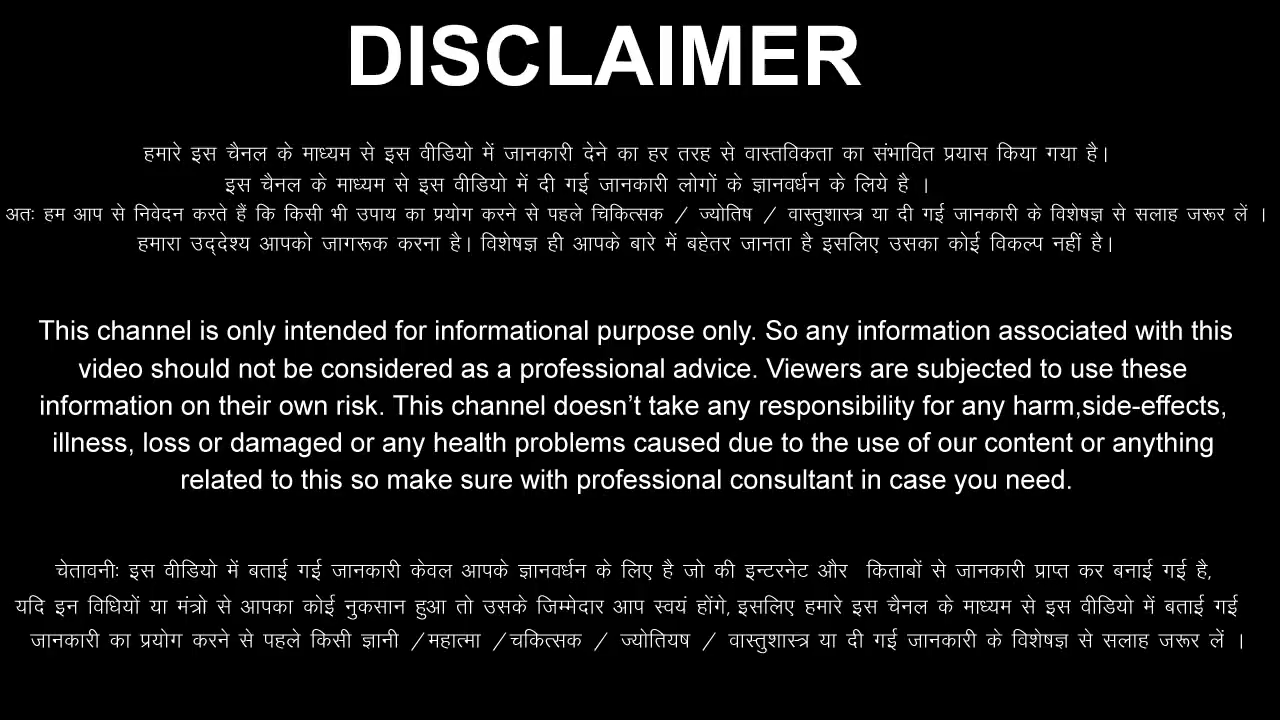 DISCLAIMER
हमारे इस चैनल के माध्यम से इस वीडियो में जानकारी देने का हर तरह से वास्तविकता का संभावित प्रयास किया गया है।
इस चैनल के माध्यम से इस वीडियो में दी गई जानकारी लोगों के ज्ञानवर्धन के लिये है ।
अतः हम आप से निवेदन करते हैं कि किसी भी उपाय का प्रयोग करने से पहले चिकित्सक / ज्योतिष / वास्तुशास्त्र या दी गई जानकारी के विशेषज्ञ से सलाह जरूर लें ।
हमारा उद्देश्य आपको जागरूक करना है। विशेषज्ञ ही आपके बारे में बहेतर जानता है इसलिए उसका कोई विकल्प नहीं है।
This channel is only intended for informational purpose only. So any information associated with this
video should not be considered as a professional advice. Viewers are subjected to use these
information on their own risk. This channel doesn’t take any responsibility for any harm,side-effects,
illness, loss or damaged or any health problems caused due to the use of our content or anything
related to this so make sure with professional consultant in case you need.
चेतावनीः इस वीडियो में बताई गई जानकारी केवल आपके ज्ञानवर्धन के लिए है जो की इन्टरनेट और किताबों से जानकारी प्राप्त कर बनाई गई है,
यदि इन विधियों या मंत्रो से आपका कोई नुकसान हुआ तो उसके जिम्मेदार आप स्वयं होंगे, इसलिए हमारे इस चैनल के माध्यम से इस वीडियो में बताई गई
जानकारी का प्रयोग करने से पहले किसी ज्ञानी /महात्मा /चकित्सक / ज्योतियष / वास्तुशास्त्र या दी गई जानकारी के विशेषज्ञ से सलाह जरूर लें ।